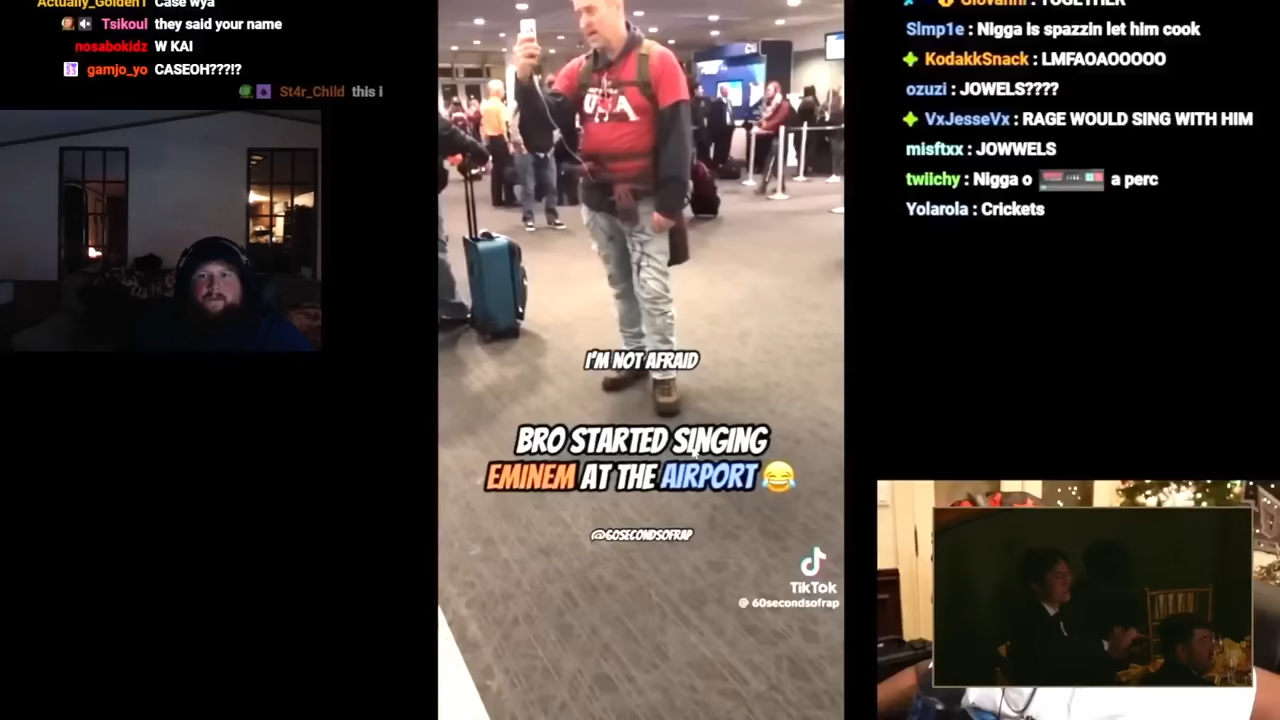 Actually_Golden1 Case wya
Tsikoul they said your name
nosabokidz W KAI
gamjo_yo CASEOH???!?
St4r_Child this i
U A
I'M NOT AFRAID
BRO STARTED SINGING
EMINEM AT THE AIRPORT 😂
@60SECONDSOFRAP
TikTok
@ 60secondsofrap
Giovanni : TOGETHER
Slmp1e : Nigga is spazzin let him cook
KodakkSnack : LMFAOAOOOOO
ozuzi : JOWELS????
VxJesseVx : RAGE WOULD SING WITH HIM
misftxx : JOWWELS
twiichy : Nigga o a perc
Yolarola : Crickets